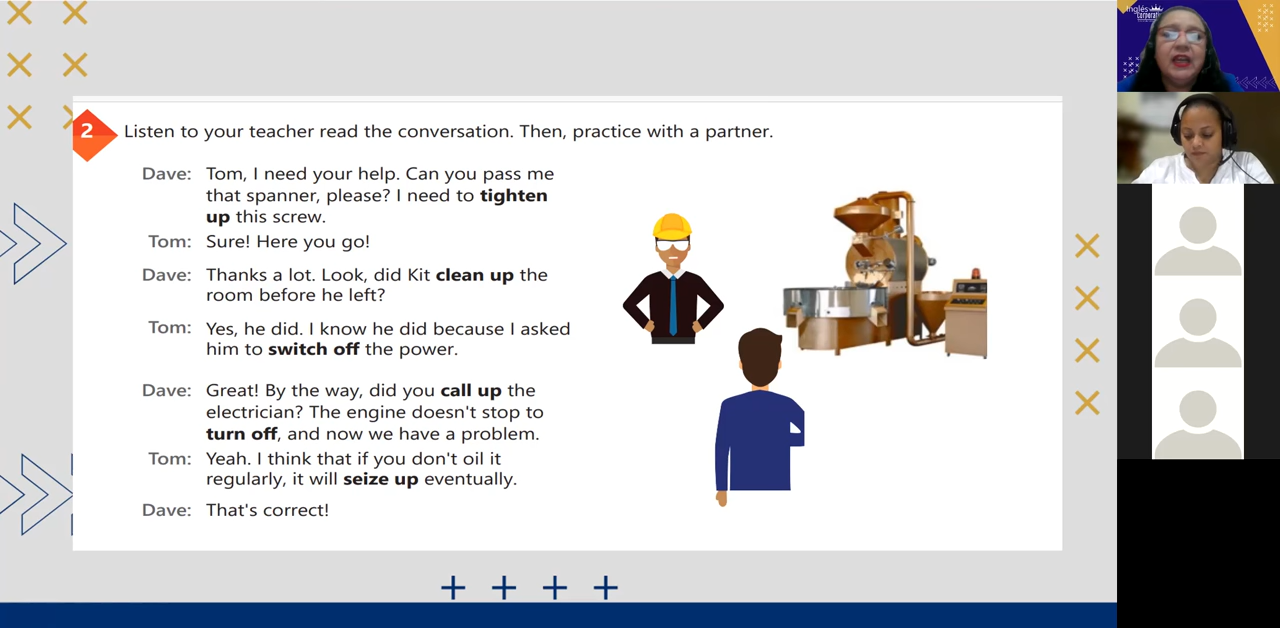 2 Listen to your teacher read the conversation. Then, practice with a partner.
Dave: Tom, I need your help. Can you pass me
that spanner, please? I need to tighten
up this screw.
Tom: Sure! Here you go!
Dave: Thanks a lot. Look, did Kit clean up the
room before he left?
Tom: Yes, he did. I know he did because I asked
him to switch off the power.
Dave: Great! By the way, did you call up the
electrician? The engine doesn't stop to
turn off, and now we have a problem.
Tom: Yeah. I think that if you don't oil it
regularly, it will seize up eventually.
Dave: That's correct!
Inglés
Corporativo